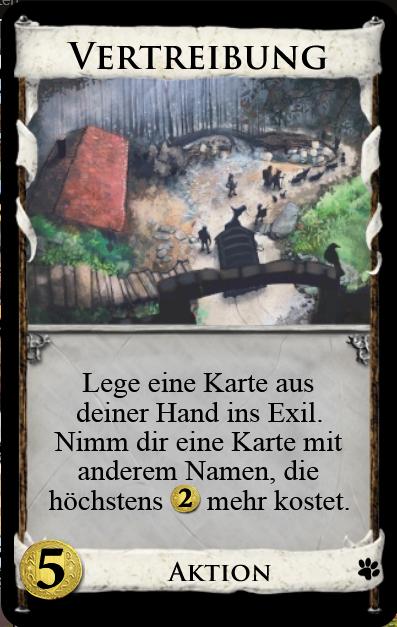 Vertreibung
Lege eine Karte aus
deiner Hand ins Exil.
Nimm dir eine Karte mit
anderem Namen, die
höchstens 2 mehr kostet.
5
Aktion